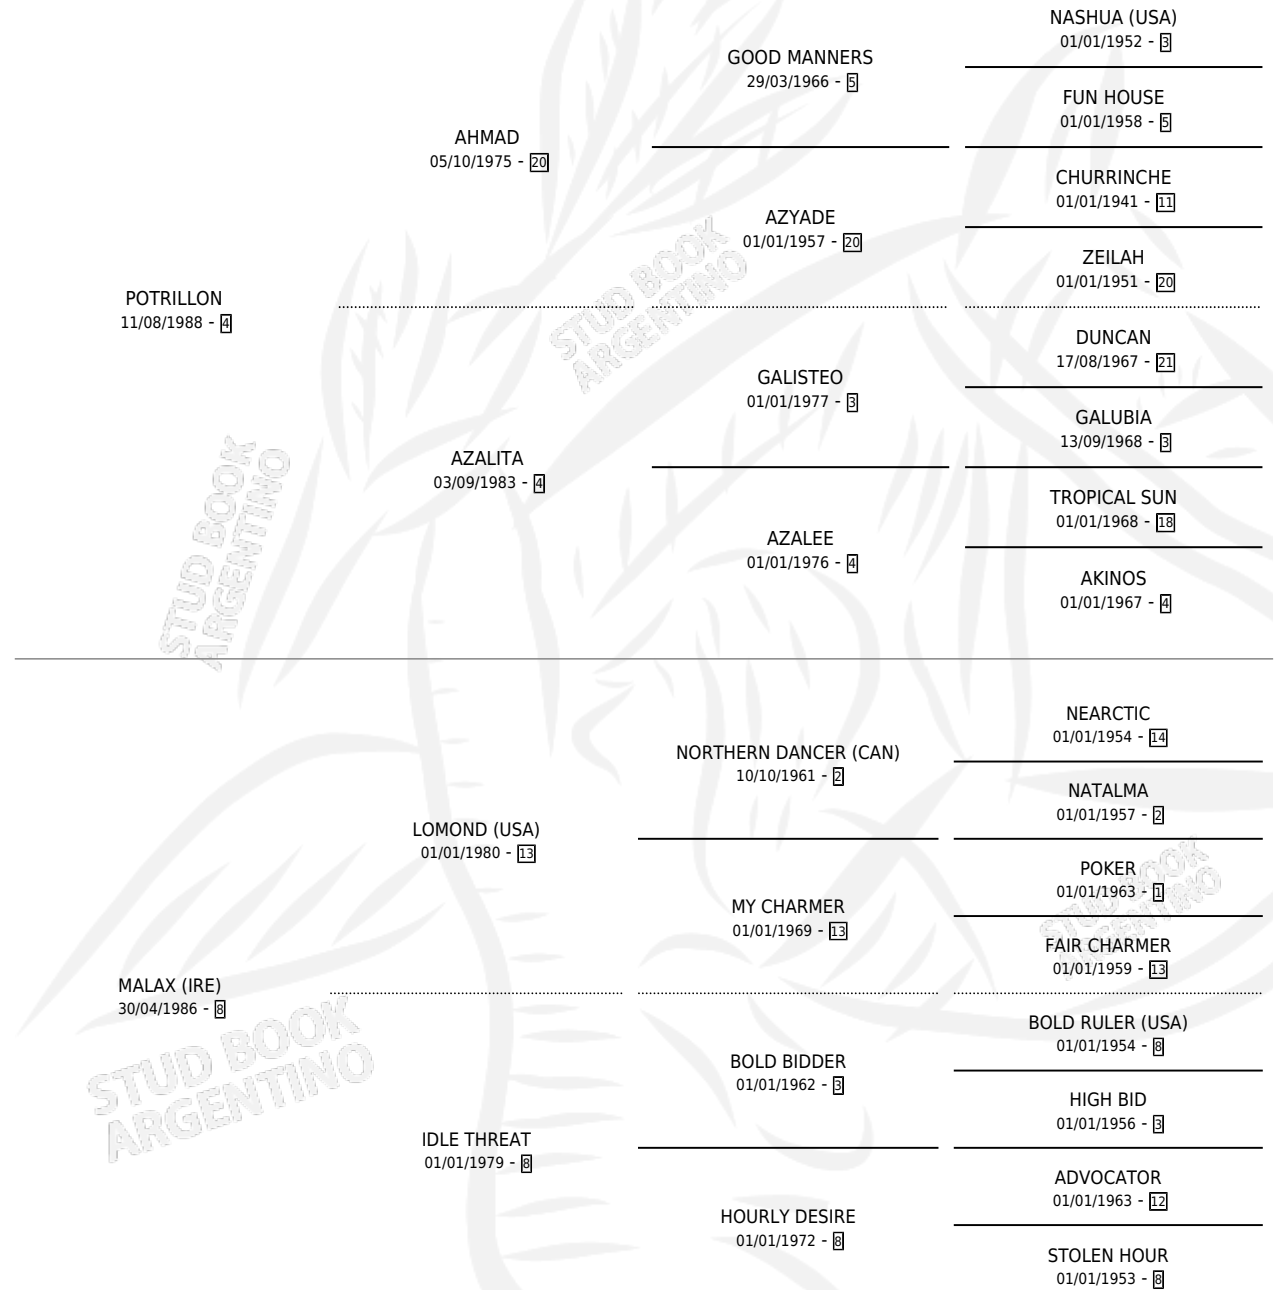 NASHUA (USA)
01/01/1952 - 3
GOOD MANNERS
29/03/1966 - 5
FUN HOUSE
01/01/1958 - 5
AHMAD
05/10/1975 - 20
CHURRINCHE
01/01/1941 - 11
AZYADE
01/01/1957 - 20
ZEILAH
01/01/1951 - 20
POTRILLON
11/08/1988 - 4
STUD BOOK
ARGENTINO
DUNCAN
17/08/1967 - 21
GALISTEO
01/01/1977 - 3
GALUBIA
13/09/1968 - 3
AZALITA
03/09/1983 - 4
TROPICAL SUN
01/01/1968 - 18
AZALEE
01/01/1976 - 4
AKINOS
01/01/1967 - 4
STUD BOOK
ARGENTINO
NEARCTIC
01/01/1954 - 14
NORTHERN DANCER (CAN)
10/10/1961 - 2
NATALMA
01/01/1957 - 2
LOMOND (USA)
01/01/1980 - 13
POKER
01/01/1963 - 1
STUD BOOK
ARGENTINO
MY CHARMER
01/01/1969 - 13
FAIR CHARMER
01/01/1959 - 13
MALAX (IRE)
30/04/1986 - 8
STUD BOOK
ARGENTINO
BOLD RULER (USA)
01/01/1954 - 8
BOLD BIDDER
01/01/1962 - 3
HIGH BID
01/01/1956 - 3
IDLE THREAT
01/01/1979 - 8
ADVOCATOR
01/01/1963 - 12
HOURLY DESIRE
01/01/1972 - 8
STOLEN HOUR
01/01/1953 - 8